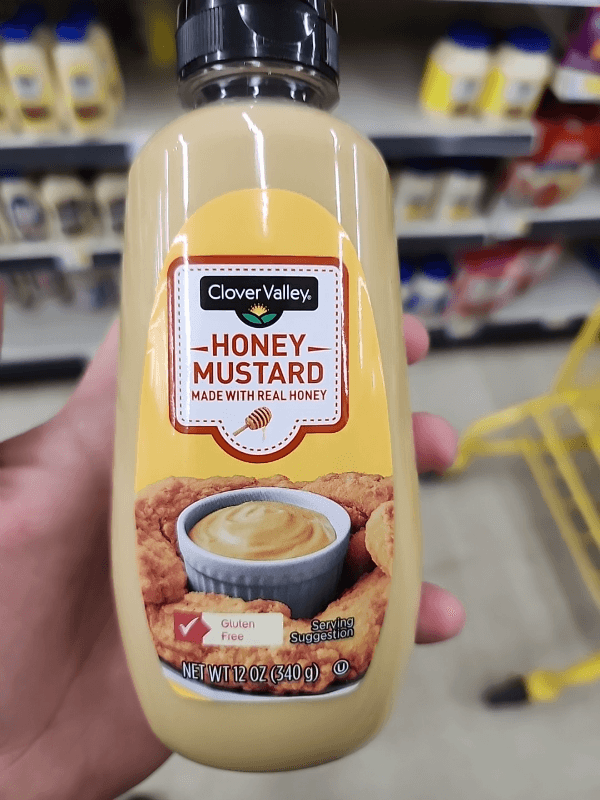 Clover Valley®
HONEY
MUSTARD
MADE WITH REAL HONEY
Gluten
Free
Serving
Suggestion
NET WT 12 OZ (340 g) U